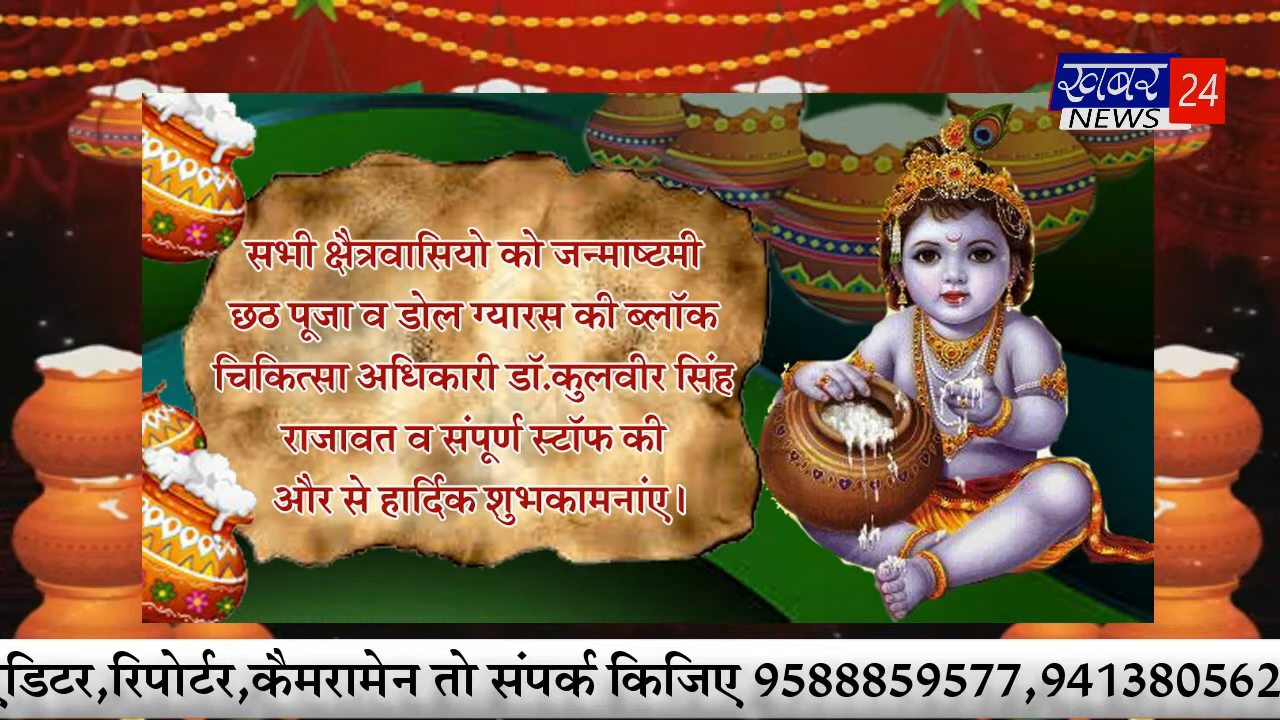 खबर 24
NEWS
सभी क्षैत्रवासियो को जन्माष्टमी
छठ पूजा व डोल ग्यारस की ब्लॉक
चिकित्सा अधिकारी डॉ.कुलवीर सिंह
राजावत व संपूर्ण स्टॉफ की
और से हार्दिक शुभकामनांए।
डिटर,रिपोर्टर,कैमरामेन तो संपर्क किजिए 9588859577,941380562